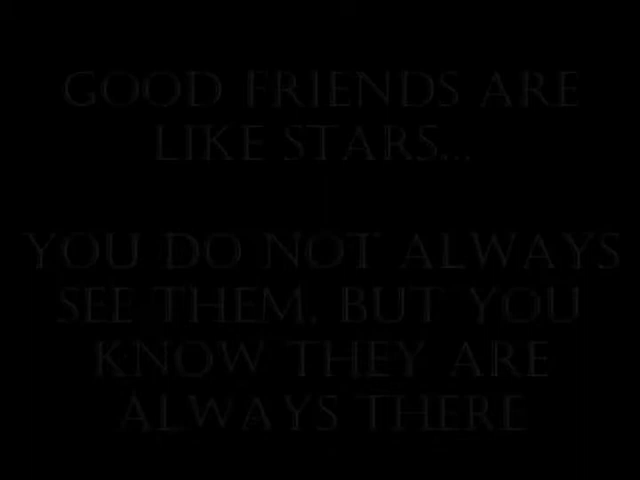 GOOD FRIENDS ARE
LIKE STARS...
YOU DO NOT ALWAYS
SEE THEM, BUT YOU
KNOW THEY ARE
ALWAYS THERE